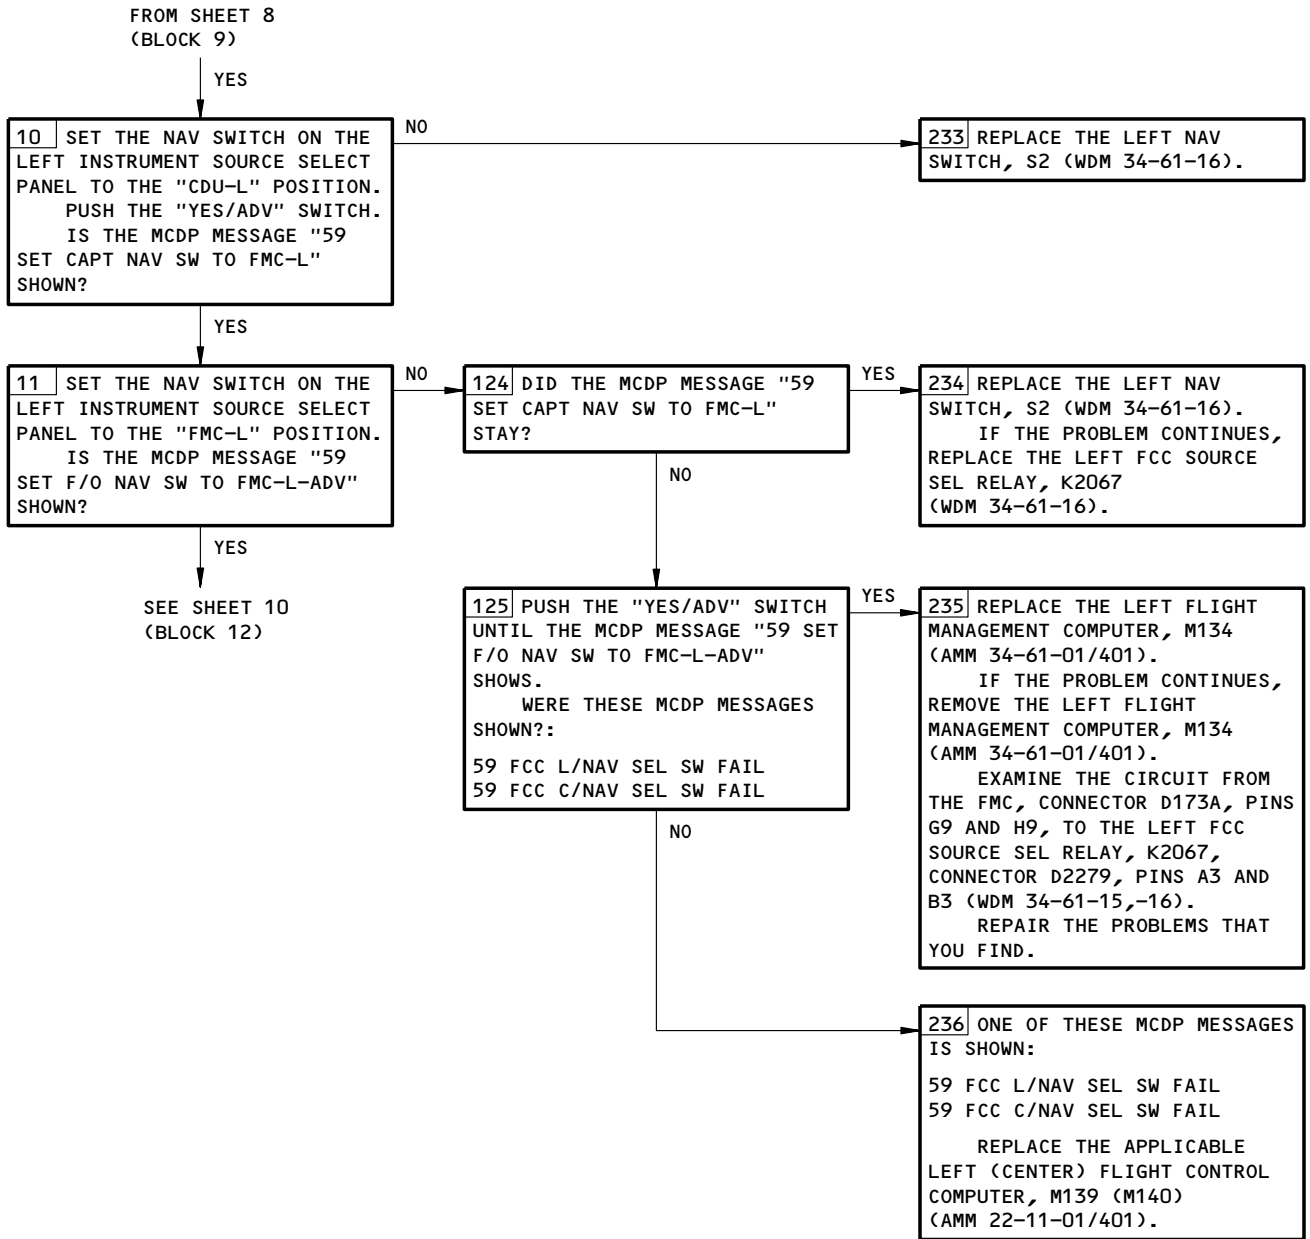 FROM SHEET 8
(BLOCK 9)
YES
10 SET THE NAV SWITCH ON THE
LEFT INSTRUMENT SOURCE SELECT
PANEL TO THE "CDU-L" POSITION.
PUSH THE "YES/ADV" SWITCH.
IS THE MCDP MESSAGE "59
SET CAPT NAV SW TO FMC-L"
SHOWN?
NO
233 REPLACE THE LEFT NAV
SWITCH, S2 (WDM 34-61-16).
YES
11 SET THE NAV SWITCH ON THE
LEFT INSTRUMENT SOURCE SELECT
PANEL TO THE "FMC-L" POSITION.
IS THE MCDP MESSAGE "59
SET F/O NAV SW TO FMC-L-ADV"
SHOWN?
NO
124 DID THE MCDP MESSAGE "59
SET CAPT NAV SW TO FMC-L"
STAY?
YES
234 REPLACE THE LEFT NAV
SWITCH, S2 (WDM 34-61-16).
IF THE PROBLEM CONTINUES,
REPLACE THE LEFT FCC SOURCE
SEL RELAY, K2067
(WDM 34-61-16).
YES
SEE SHEET 10
(BLOCK 12)
NO
125 PUSH THE "YES/ADV" SWITCH
UNTIL THE MCDP MESSAGE "59 SET
F/O NAV SW TO FMC-L-ADV"
SHOWS.
WERE THESE MCDP MESSAGES
SHOWN?:
59 FCC L/NAV SEL SW FAIL
59 FCC C/NAV SEL SW FAIL
YES
235 REPLACE THE LEFT FLIGHT
MANAGEMENT COMPUTER, M134
(AMM 34-61-01/401).
IF THE PROBLEM CONTINUES,
REMOVE THE LEFT FLIGHT
MANAGEMENT COMPUTER, M134
(AMM 34-61-01/401).
EXAMINE THE CIRCUIT FROM
THE FMC, CONNECTOR D173A, PINS
G9 AND H9, TO THE LEFT FCC
SOURCE SEL RELAY, K2067,
CONNECTOR D2279, PINS A3 AND
B3 (WDM 34-61-15,-16).
REPAIR THE PROBLEMS THAT
YOU FIND.
NO
236 ONE OF THESE MCDP MESSAGES
IS SHOWN:
59 FCC L/NAV SEL SW FAIL
59 FCC C/NAV SEL SW FAIL
REPLACE THE APPLICABLE
LEFT (CENTER) FLIGHT CONTROL
COMPUTER, M139 (M140)
(AMM 22-11-01/401).